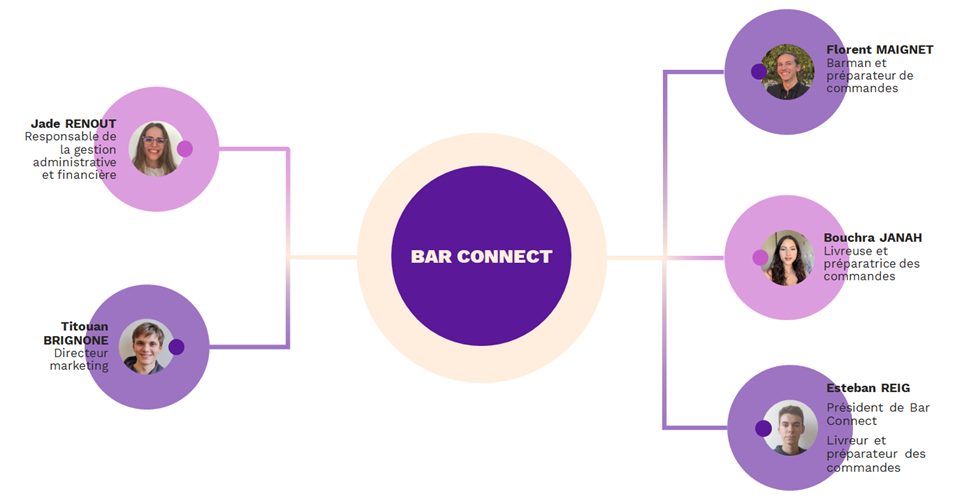 Jade RENOUT
Responsable de
la gestion
administrative
et financière
Titouan
BRIGNONE
Directeur
marketing
BAR CONNECT
Florent MAIGNET
Barman et
préparateur de
commandes
Bouchra JANAH
Livreuse et
préparatrice des
commandes
Esteban REIG
Président de Bar
Connect
Livreur et
préparateur des
commandes